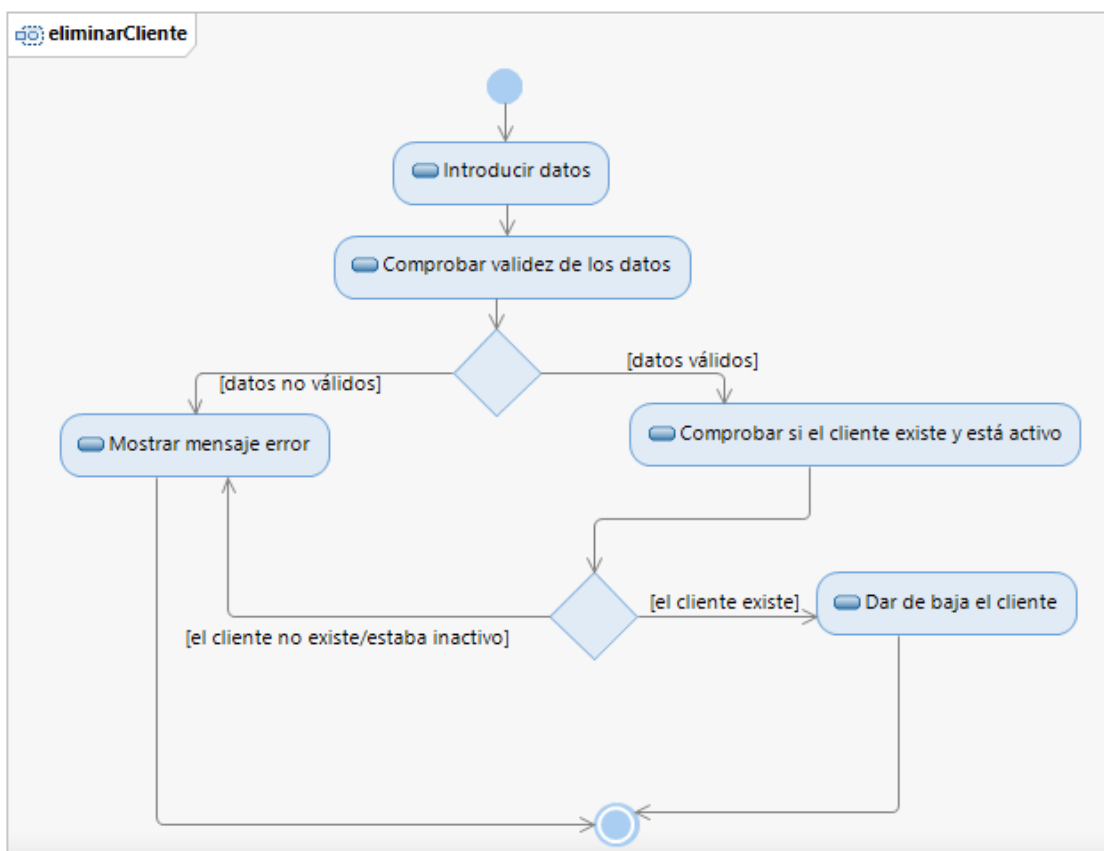 eliminarCliente
Introducir datos
Comprobar validez de los datos
[datos válidos]
[datos no válidos]
Mostrar mensaje error
Comprobar si el cliente existe y está activo
[el cliente existe]
Dar de baja el cliente
[el cliente no existe/estaba inactivo]